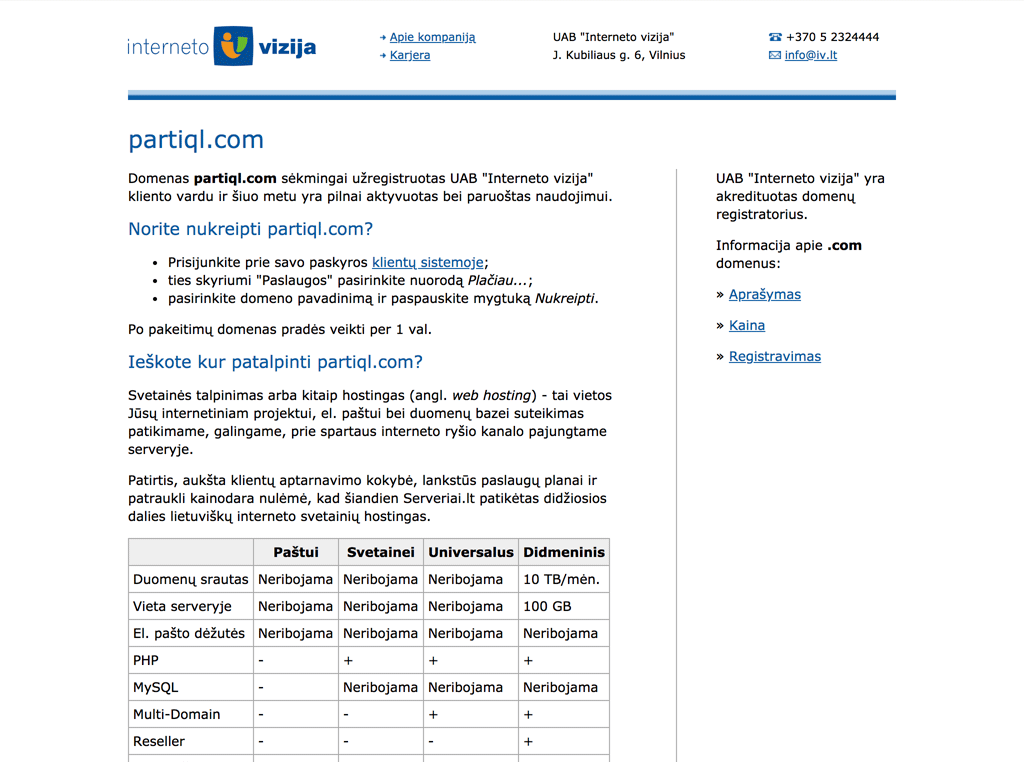 interneto vizija
Apie kompaniją
Karjera
UAB "Interneto vizija"
J. Kubiliaus g. 6, Vilnius
+370 5 2324444
info@iv.lt
partiql.com
Domenas partiql.com sėkmingai užregistruotas UAB "Interneto vizija"
kliento vardu ir šiuo metu yra pilnai aktyvuotas bei paruoštas naudojimui.
Norite nukreipti partiql.com?
• Prisijunkite prie savo paskyros klientų sistemoje;
• ties skyriumi "Paslaugos" pasirinkite nuorodą Plačiau...;
• pasirinkite domeno pavadinimą ir paspauskite mygtuką Nukreipti.
Po pakeitimų domenas pradės veikti per 1 val.
Ieškote kur patalpinti partiql.com?
Svetainės talpinimas arba kitaip hostingas (angl. web hosting) - tai vietos
Jūsų internetiniam projektui, el. paštui bei duomenų bazei suteikimas
patikimame, galingame, prie spartaus interneto ryšio kanalo pajungtame
serveryje.
Patirtis, aukšta klientų aptarnavimo kokybė, lankstūs paslaugų planai ir
patraukli kainodara nulėmė, kad šiandien Serveriai.lt patikėtas didžiosios
dalies lietuviškų interneto svetainių hostingas.
Paštui Svetainei Universalus Didmeninis
Duomenų srautas Neribojama Neribojama Neribojama 10 TB/mėn.
Vieta serveryje Neribojama Neribojama Neribojama 100 GB
El. pašto dėžutės Neribojama Neribojama Neribojama Neribojama
PHP - + + +
MySQL - Neribojama Neribojama Neribojama
Multi-Domain - - + +
Reseller - - - +
UAB "Interneto vizija" yra
akredituotas domenų
registratorius.
Informacija apie .com
domenus:
» Aprašymas
» Kaina
» Registravimas